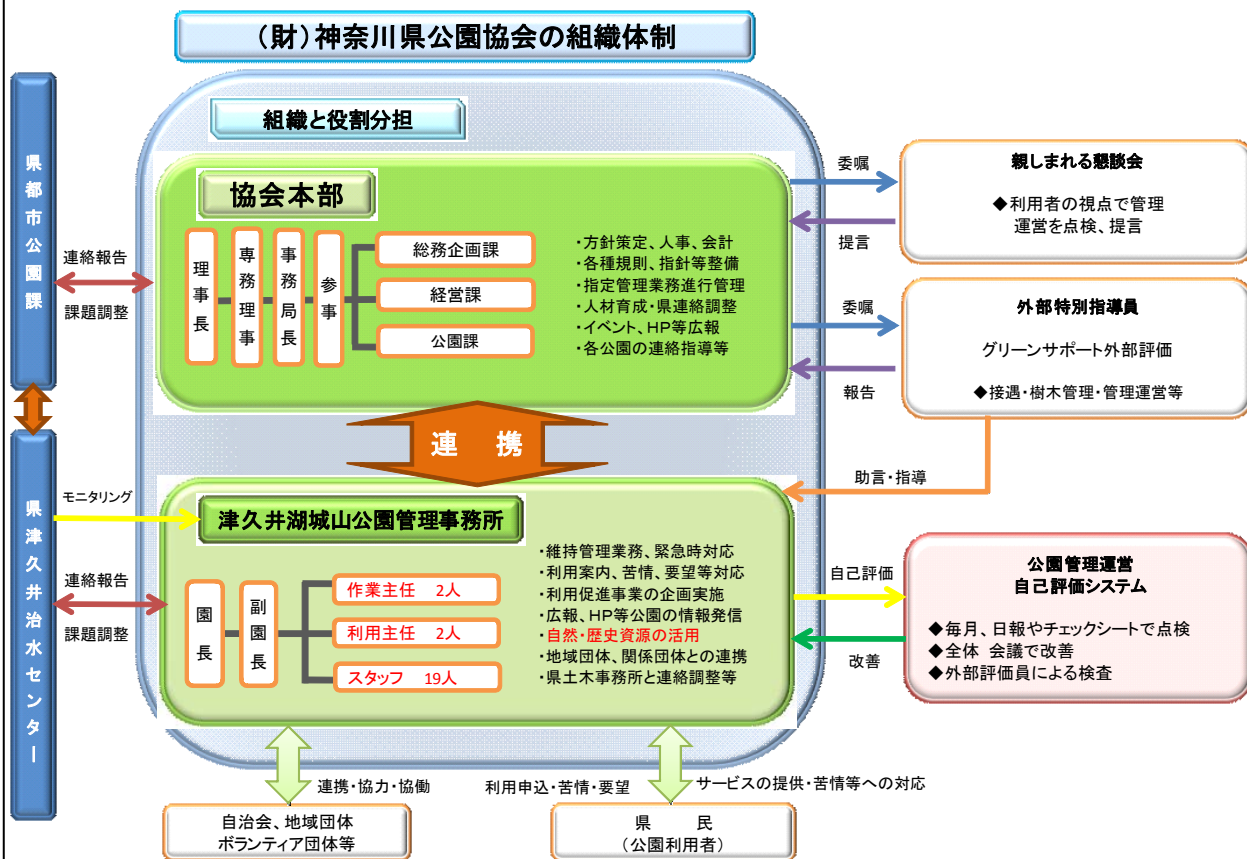 (財)神奈川県公園協会の組織体制
組織と役割分担
県都市公園課
連絡報告
課題調整
協会本部
理事長
専務理事
事務局長
参事
総務企画課
経営課
公園課
・方針策定、人事、会計
・各種規則、指針等整備
・指定管理業務進行管理
・人材育成・県連絡調整
・イベント、HP等広報
・各公園の連絡指導等
委嘱
提言
親しまれる懇談会
◆利用者の視点で管理
運営を点検、提言
委嘱
報告
外部特別指導員
グリーンサポート外部評価
◆接遇・樹木管理・管理運営等
助言・指導
連 携
県津久井治水センター
モニタリング
連絡報告
課題調整
津久井湖城山公園管理事務所
園長
副園長
作業主任 2人
利用主任 2人
スタッフ 19人
・維持管理業務、緊急時対応
・利用案内、苦情、要望等対応
・利用促進事業の企画実施
・広報、HP等公園の情報発信
・自然・歴史資源の活用
・地域団体、関係団体との連携
・県土木事務所と連絡調整等
自己評価
改善
公園管理運営
自己評価システム
◆毎月、日報やチェックシートで点検
◆全体 会議で改善
◆外部評価員による検査
連携・協力・協働
利用申込・苦情・要望
サービスの提供・苦情等への対応
自治会、地域団体
ボランティア団体等
県 民
(公園利用者)